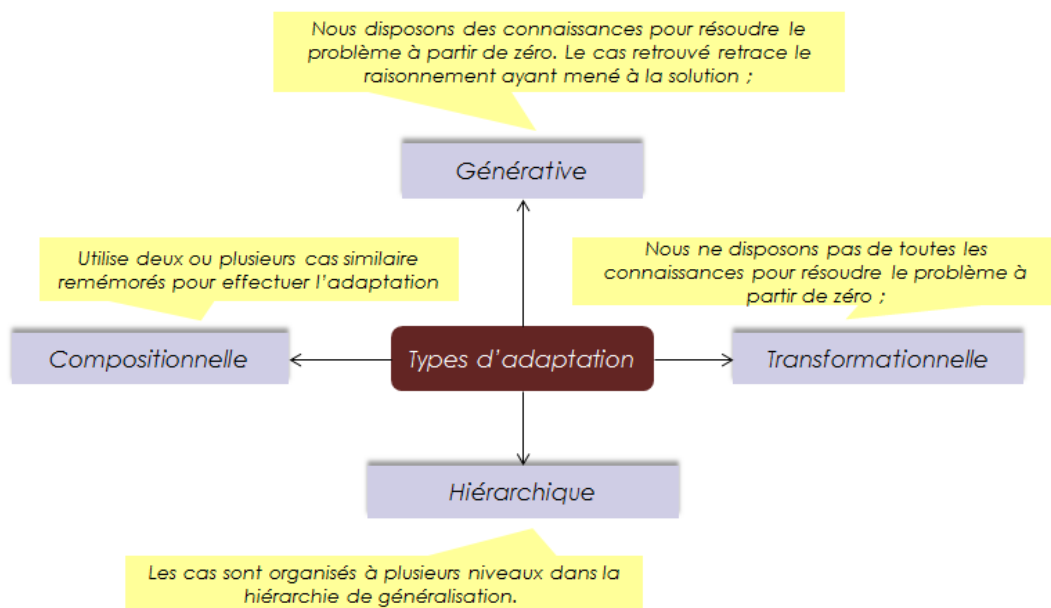 Nous disposons des connaissances pour résoudre le
problème à partir de zéro. Le cas retrouvé retrace le
raisonnement ayant mené à la solution ;
Générative
Utilise deux ou plusieurs cas similaire
remémorés pour effectuer l'adaptation
Nous ne disposons pas de toutes les
connaissances pour résoudre le problème à
partir de zéro ;
Compositionnelle
Types d'adaptation
Transformationnelle
Hiérarchique
Les cas sont organisés à plusieurs niveaux dans la
hiérarchie de généralisation.